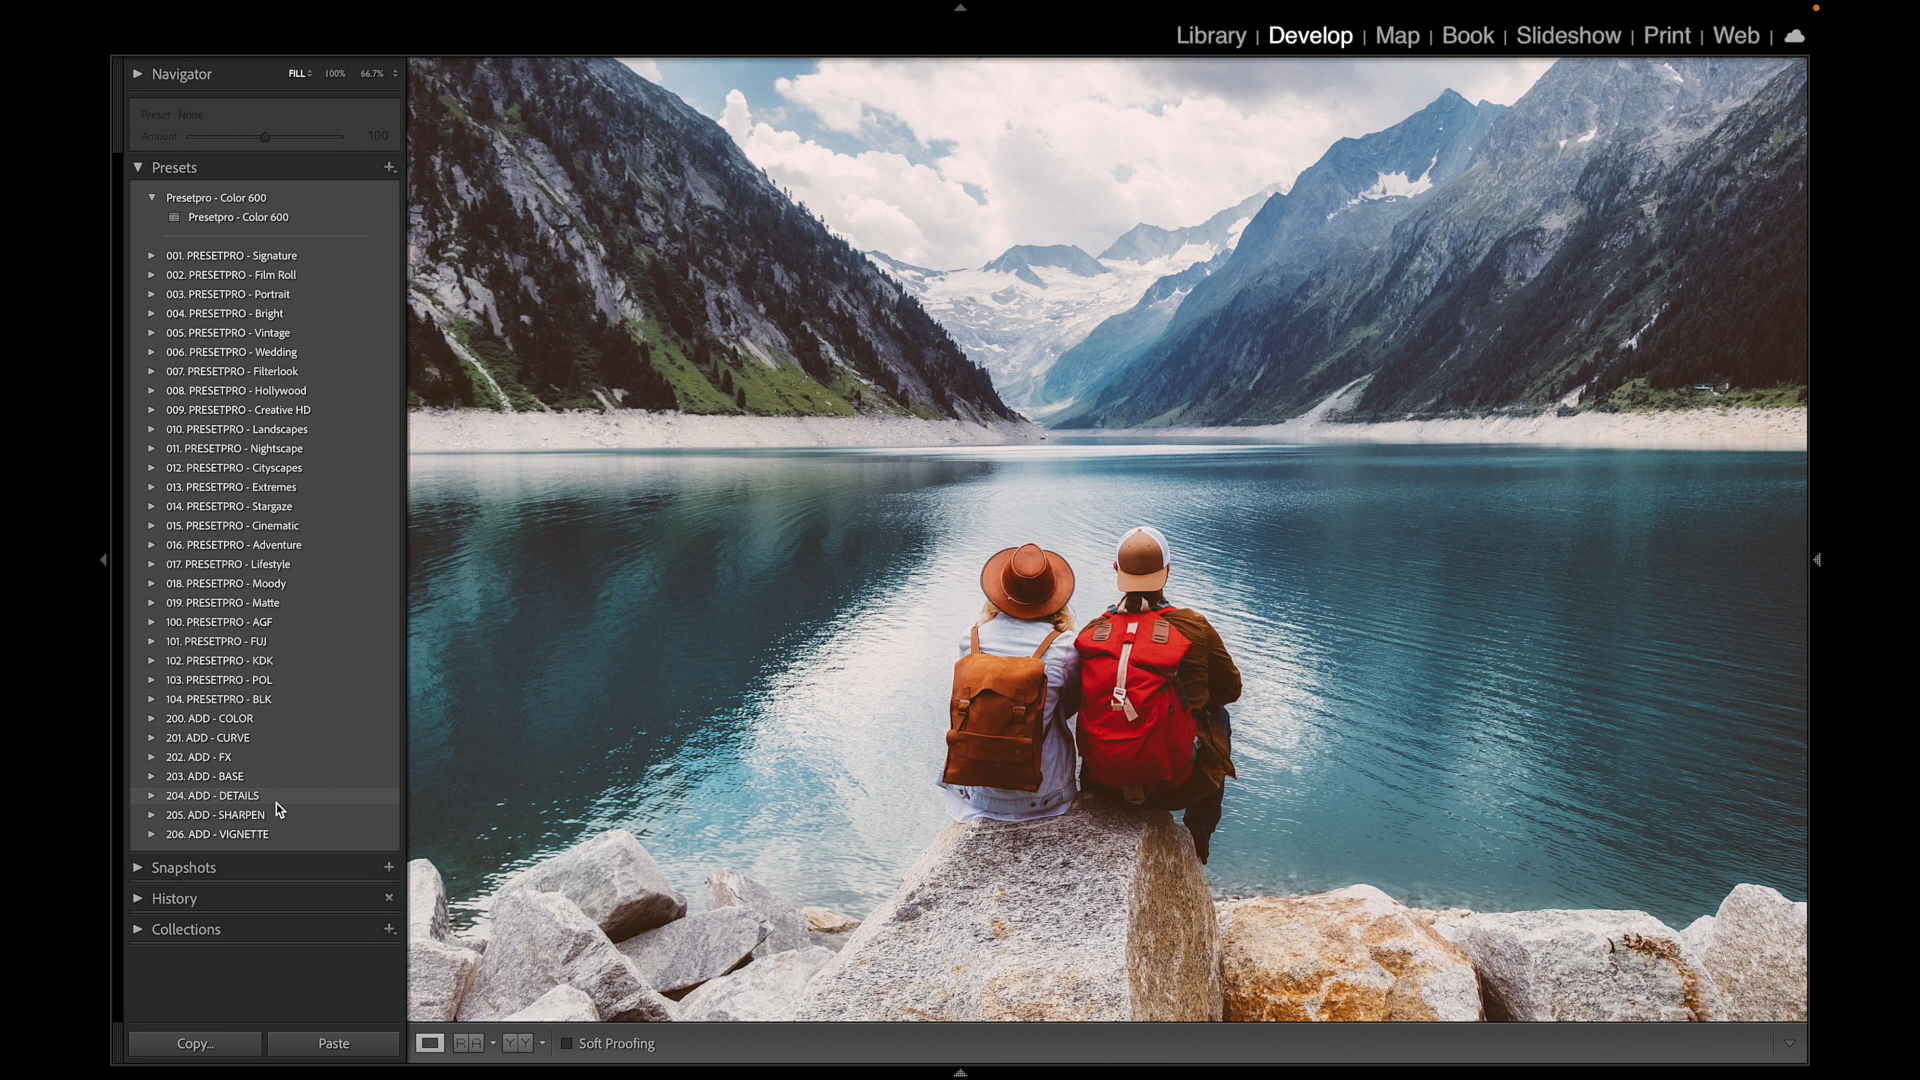 Library | Develop | Map | Book | Slideshow | Print | Web |
Navigator FILL 100% 66.7%
Preset : None
Amount 100
Presets
Presetpro - Color 600
Presetpro - Color 600
001. PRESETPRO - Signature
002. PRESETPRO - Film Roll
003. PRESETPRO - Portrait
004. PRESETPRO - Bright
005. PRESETPRO - Vintage
006. PRESETPRO - Wedding
007. PRESETPRO - Filterlook
008. PRESETPRO - Hollywood
009. PRESETPRO - Creative HD
010. PRESETPRO - Landscapes
011. PRESETPRO - Nightscape
012. PRESETPRO - Cityscapes
013. PRESETPRO - Extremes
014. PRESETPRO - Stargaze
015. PRESETPRO - Cinematic
016. PRESETPRO - Adventure
017. PRESETPRO - Lifestyle
018. PRESETPRO - Moody
019. PRESETPRO - Matte
100. PRESETPRO - AGF
101. PRESETPRO - FUJ
102. PRESETPRO - KDK
103. PRESETPRO - POL
104. PRESETPRO - BLK
200. ADD - COLOR
201. ADD - CURVE
202. ADD - FX
203. ADD - BASE
204. ADD - DETAILS
205. ADD - SHARPEN
206. ADD - VIGNETTE
Snapshots
History
Collections
Copy... Paste R A Y Y Soft Proofing